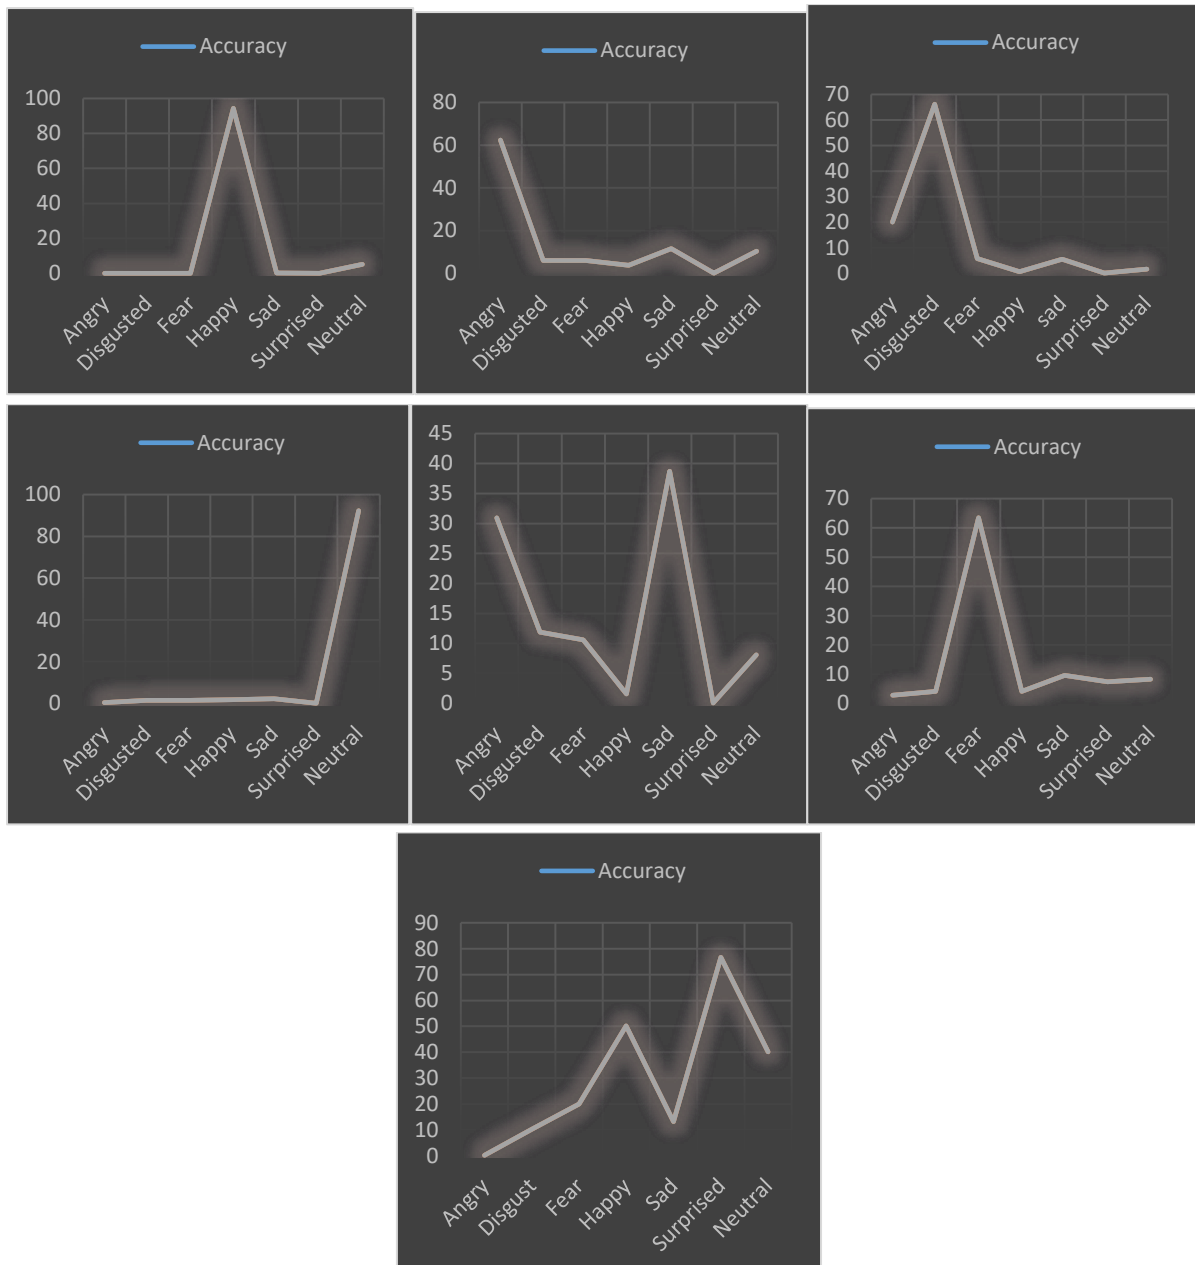 Accuracy
100
80
60
40
20
0
Angry
Disgusted
Fear
Happy
Sad
Surprised
Neutral
Accuracy
80
60
40
20
0
Angry
Disgusted
Fear
Happy
Sad
Surprised
Neutral
Accuracy
70
60
50
40
30
20
10
0
Angry
Disgusted
Fear
Happy
sad
Surprised
Neutral
Accuracy
100
80
60
40
20
0
Angry
Disgusted
Fear
Happy
Sad
Surprised
Neutral
45
40
35
30
25
20
15
10
5
0
Angry
Disgusted
Fear
Happy
Sad
Surprised
Neutral
Accuracy
70
60
50
40
30
20
10
0
Angry
Disgusted
Fear
Happy
Sad
Surprised
Neutral
Accuracy
90
80
70
60
50
40
30
20
10
0
Angry
Disgust
Fear
Happy
Sad
Surprised
Neutral